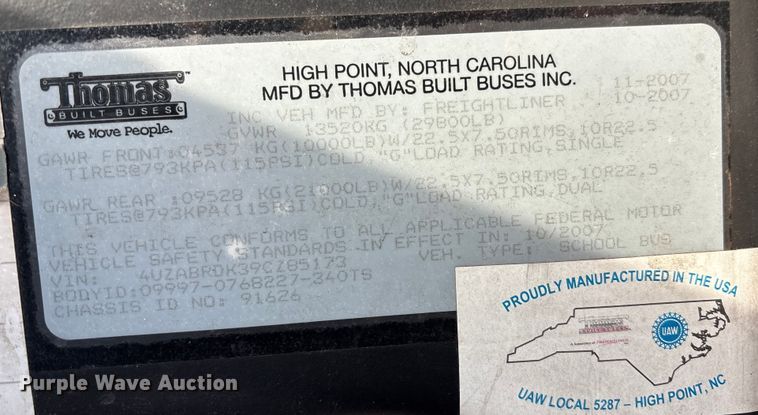 Thomas
BUILT BUSES
We Move People.
HIGH POINT, NORTH CAROLINA
MFD BY THOMAS BUILT BUSES INC.
11-2007
INC VEH MFD BY: FREIGHTLINER 10-2007
GVWR 13520KG (29800LB)
GAWR FRONT:04537 KG(10000LB)W/22.5X7.50RIMS,10R22.5
TIRES@793KPA(115PSI)COLD,"G"LOAD RATING,SINGLE
GAWR REAR :09528 KG(21000LB)W/22.5X7.50RIMS,10R22.5
TIRES@793KPA(115PSI)COLD,"G"LOAD RATING,DUAL
THIS VEHICLE CONFORMS TO ALL APPLICABLE FEDERAL MOTOR
VEHICLE SAFETY STANDARDS IN EFFECT IN: 10/2007
VIN: 4UZABRDK39CZ85173 VEH. TYPE: SCHOOL BUS
BODYID:09997-0768227-340TS
CHASSIS ID NO: 91626
PROUDLY MANUFACTURED IN THE USA
UAW
UAW LOCAL 5287 – HIGH POINT, NC
Purple Wave Auction